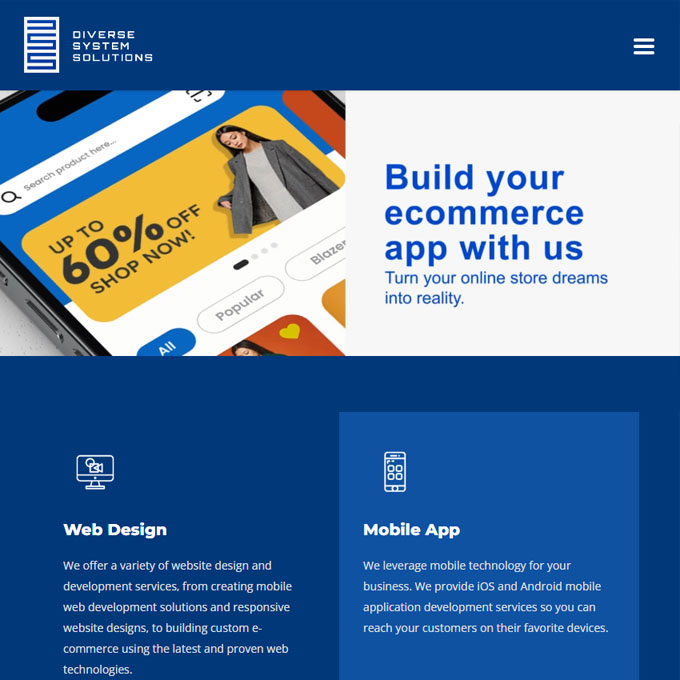 DIVERSE
SYSTEM
SOLUTIONS
Search product here...
UP TO
60% OFF
SHOP NOW!
Popular
Blazer
All
Build your
ecommerce
app with us
Turn your online store dreams
into reality.
Web Design
We offer a variety of website design and
development services, from creating mobile
web development solutions and responsive
website designs, to building custom e-
commerce using the latest and proven web
technologies.
Mobile App
We leverage mobile technology for your
business. We provide iOS and Android mobile
application development services so you can
reach your customers on their favorite devices.